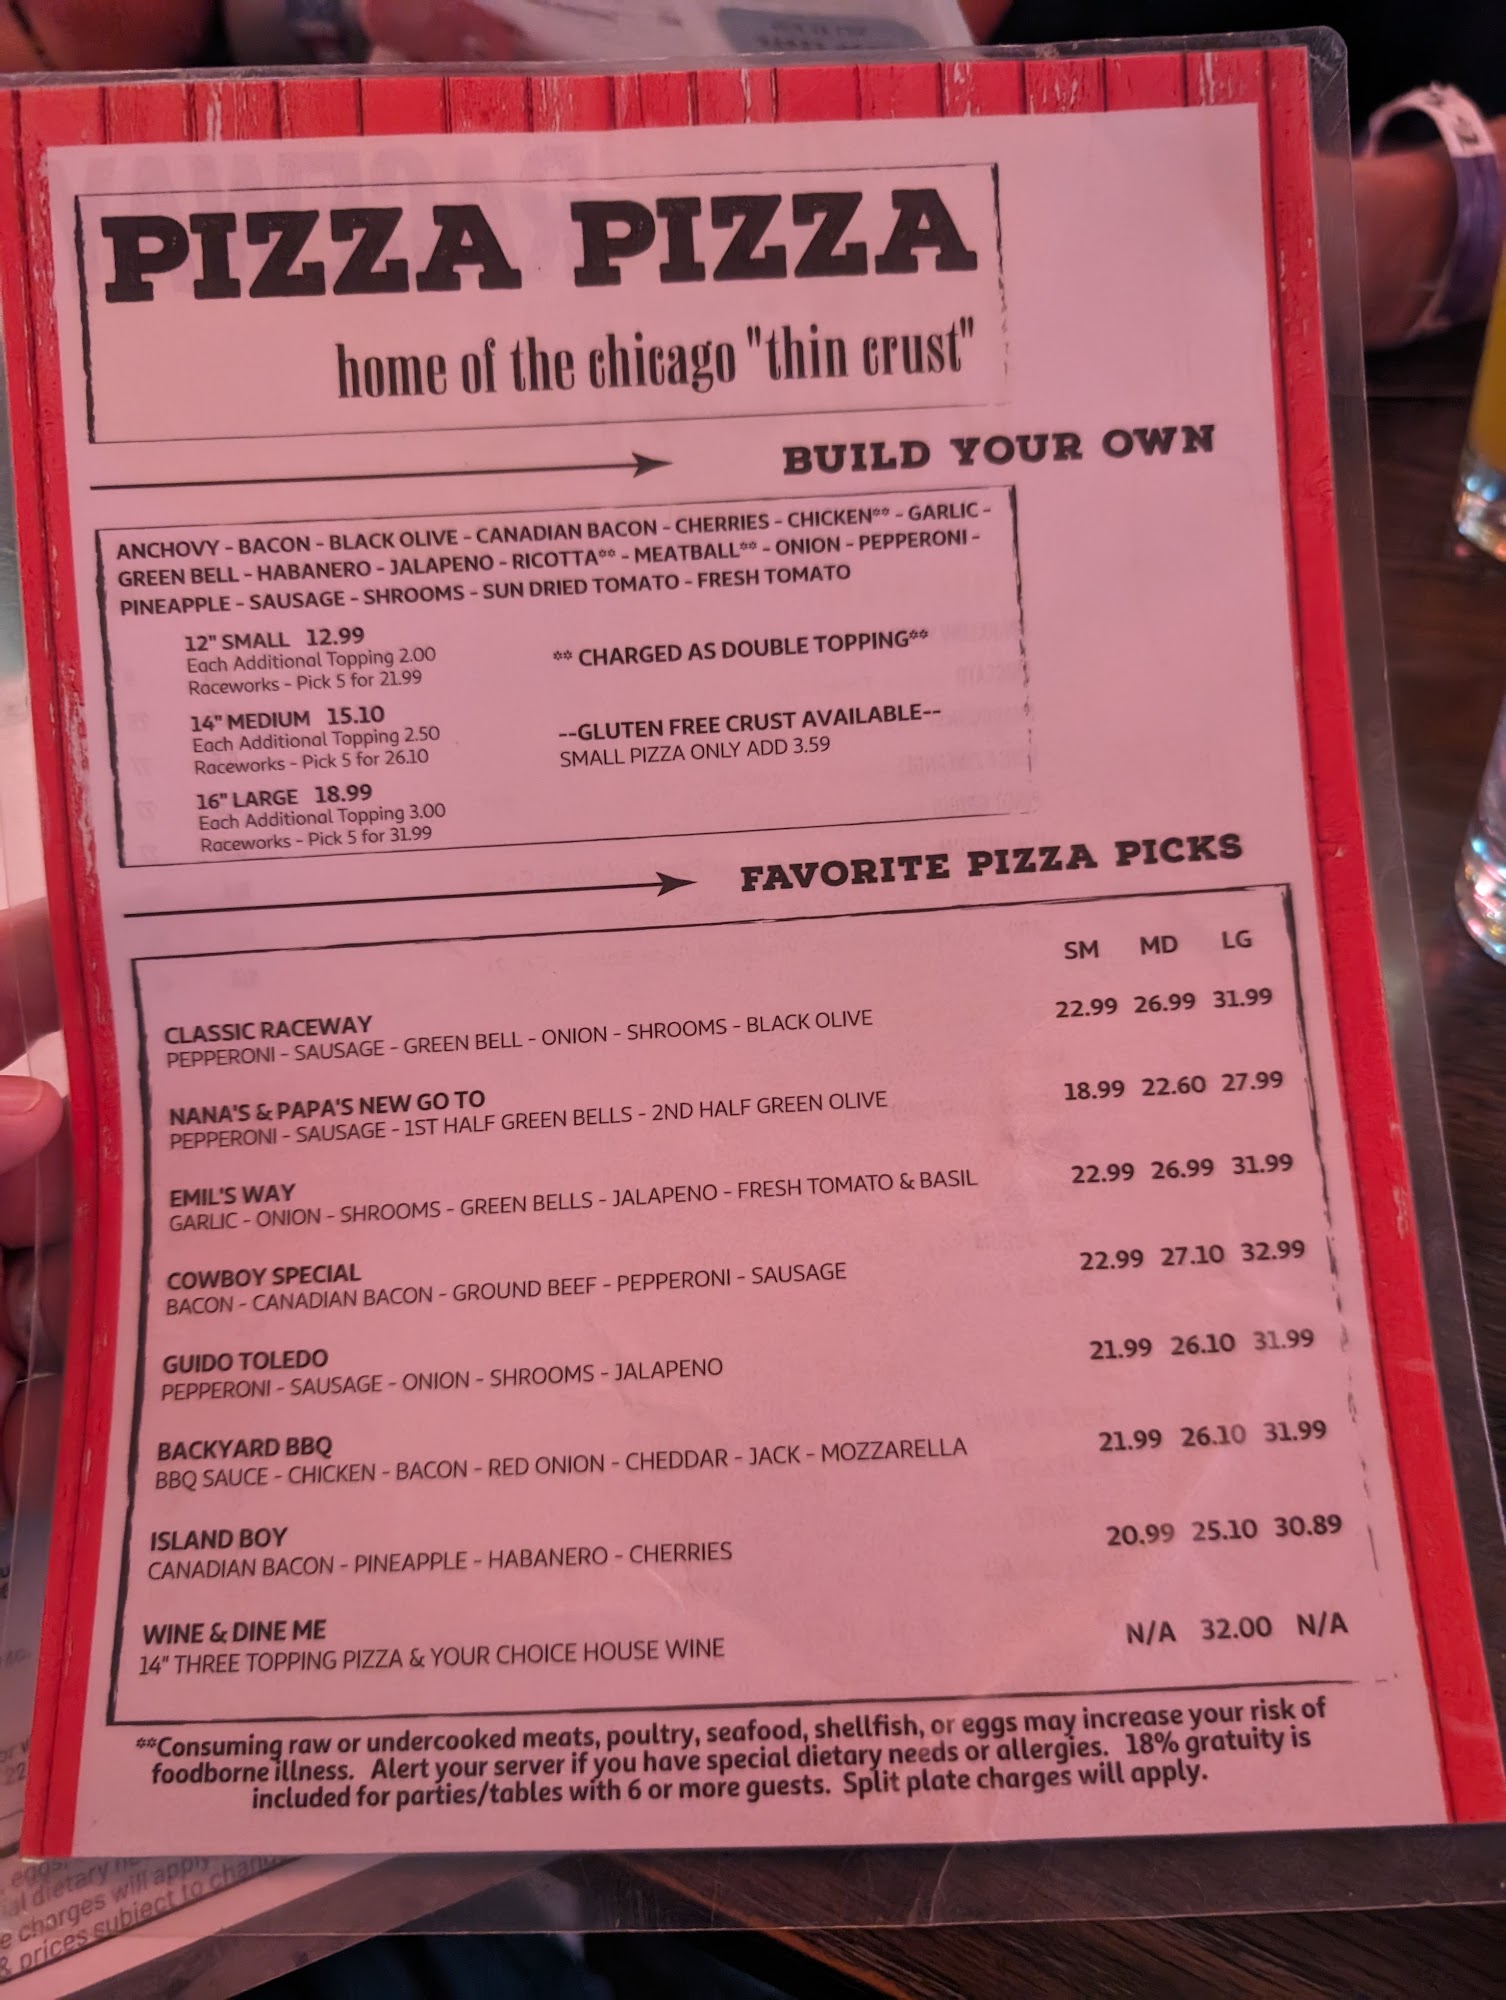 PIZZA PIZZA
home of the chicago "thin crust"
BUILD YOUR OWN
ANCHOVY - BACON - BLACK OLIVE - CANADIAN BACON - CHERRIES - CHICKEN** - GARLIC -
GREEN BELL - HABANERO - JALAPENO - RICOTTA** - MEATBALL** - ONION - PEPPERONI -
PINEAPPLE - SAUSAGE - SHROOMS - SUN DRIED TOMATO - FRESH TOMATO
12" SMALL 12.99
Each Additional Topping 2.00
Raceworks - Pick 5 for 21.99
** CHARGED AS DOUBLE TOPPING**
14" MEDIUM 15.10
Each Additional Topping 2.50
Raceworks - Pick 5 for 26.10
--GLUTEN FREE CRUST AVAILABLE--
SMALL PIZZA ONLY ADD 3.59
16" LARGE 18.99
Each Additional Topping 3.00
Raceworks - Pick 5 for 31.99
FAVORITE PIZZA PICKS
SM MD LG
CLASSIC RACEWAY 22.99 26.99 31.99
PEPPERONI - SAUSAGE - GREEN BELL - ONION - SHROOMS - BLACK OLIVE
NANA'S & PAPA'S NEW GO TO 18.99 22.60 27.99
PEPPERONI - SAUSAGE - 1ST HALF GREEN BELLS - 2ND HALF GREEN OLIVE
EMIL'S WAY 22.99 26.99 31.99
GARLIC - ONION - SHROOMS - GREEN BELLS - JALAPENO - FRESH TOMATO & BASIL
COWBOY SPECIAL 22.99 27.10 32.99
BACON - CANADIAN BACON - GROUND BEEF - PEPPERONI - SAUSAGE
GUIDO TOLEDO 21.99 26.10 31.99
PEPPERONI - SAUSAGE - ONION - SHROOMS - JALAPENO
BACKYARD BBQ 21.99 26.10 31.99
BBQ SAUCE - CHICKEN - BACON - RED ONION - CHEDDAR - JACK - MOZZARELLA
ISLAND BOY 20.99 25.10 30.89
CANADIAN BACON - PINEAPPLE - HABANERO - CHERRIES
WINE & DINE ME N/A 32.00 N/A
14" THREE TOPPING PIZZA & YOUR CHOICE HOUSE WINE
**Consuming raw or undercooked meats, poultry, seafood, shellfish, or eggs may increase your risk of
foodborne illness. Alert your server if you have special dietary needs or allergies. 18% gratuity is
included for parties/tables with 6 or more guests. Split plate charges will apply.
eggs
dietary
charges will apply
& prices subject to